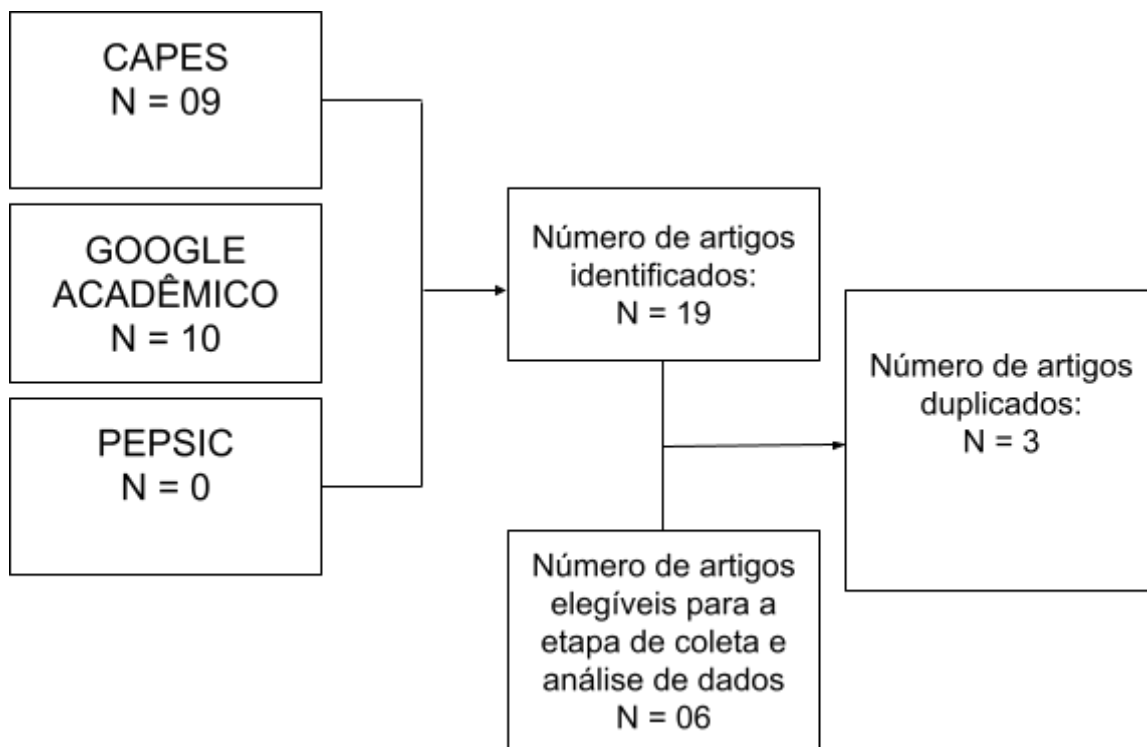 CAPES
N = 09
GOOGLE
ACADÊMICO
N = 10
PEPSIC
N = 0
Número de artigos
identificados:
N = 19
Número de artigos
duplicados:
N = 3
Número de artigos
elegíveis para a
etapa de coleta e
análise de dados
N = 06